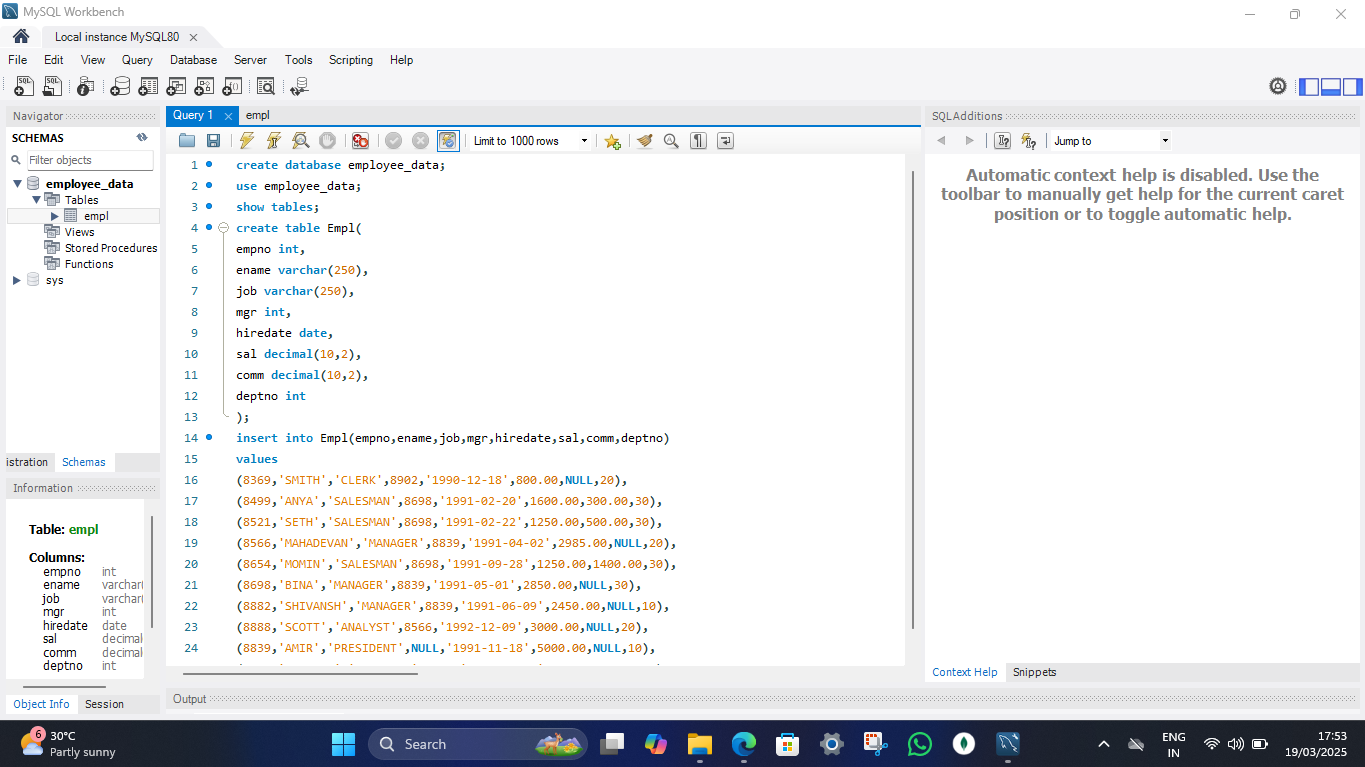 MySQL Workbench
Local instance MySQL80
File Edit View Query Database Server Tools Scripting Help
Navigator
SCHEMAS
Filter objects
employee_data
Tables
empl
Views
Stored Procedures
Functions
sys
istration Schemas
Information
Table: empl
Columns:
empno int
ename varchar(
job varchar(
mgr int
hiredate date
sal decimal
comm decimal
deptno int
Object Info Session
Query 1 empl
Limit to 1000 rows
1 create database employee_data;
2 use employee_data;
3 show tables;
4 create table Empl(
5 empno int,
6 ename varchar(250),
7 job varchar(250),
8 mgr int,
9 hiredate date,
10 sal decimal(10,2),
11 comm decimal(10,2),
12 deptno int
13 );
14 insert into Empl(empno,ename,job,mgr,hiredate,sal,comm,deptno)
15 values
16 (8369,'SMITH','CLERK',8902,'1990-12-18',800.00,NULL,20),
17 (8499,'ANYA','SALESMAN',8698,'1991-02-20',1600.00,300.00,30),
18 (8521,'SETH','SALESMAN',8698,'1991-02-22',1250.00,500.00,30),
19 (8566,'MAHADEVAN','MANAGER',8839,'1991-04-02',2985.00,NULL,20),
20 (8654,'MOMIN','SALESMAN',8698,'1991-09-28',1250.00,1400.00,30),
21 (8698,'BINA','MANAGER',8839,'1991-05-01',2850.00,NULL,30),
22 (8882,'SHIVANSH','MANAGER',8839,'1991-06-09',2450.00,NULL,10),
23 (8888,'SCOTT','ANALYST',8566,'1992-12-09',3000.00,NULL,20),
24 (8839,'AMIR','PRESIDENT',NULL,'1991-11-18',5000.00,NULL,10),
Output
SQLAdditions
Jump to
Automatic context help is disabled. Use the
toolbar to manually get help for the current caret
position or to toggle automatic help.
Context Help Snippets
6
30°C
Partly sunny
Search
ENG
IN
17:53
19/03/2025